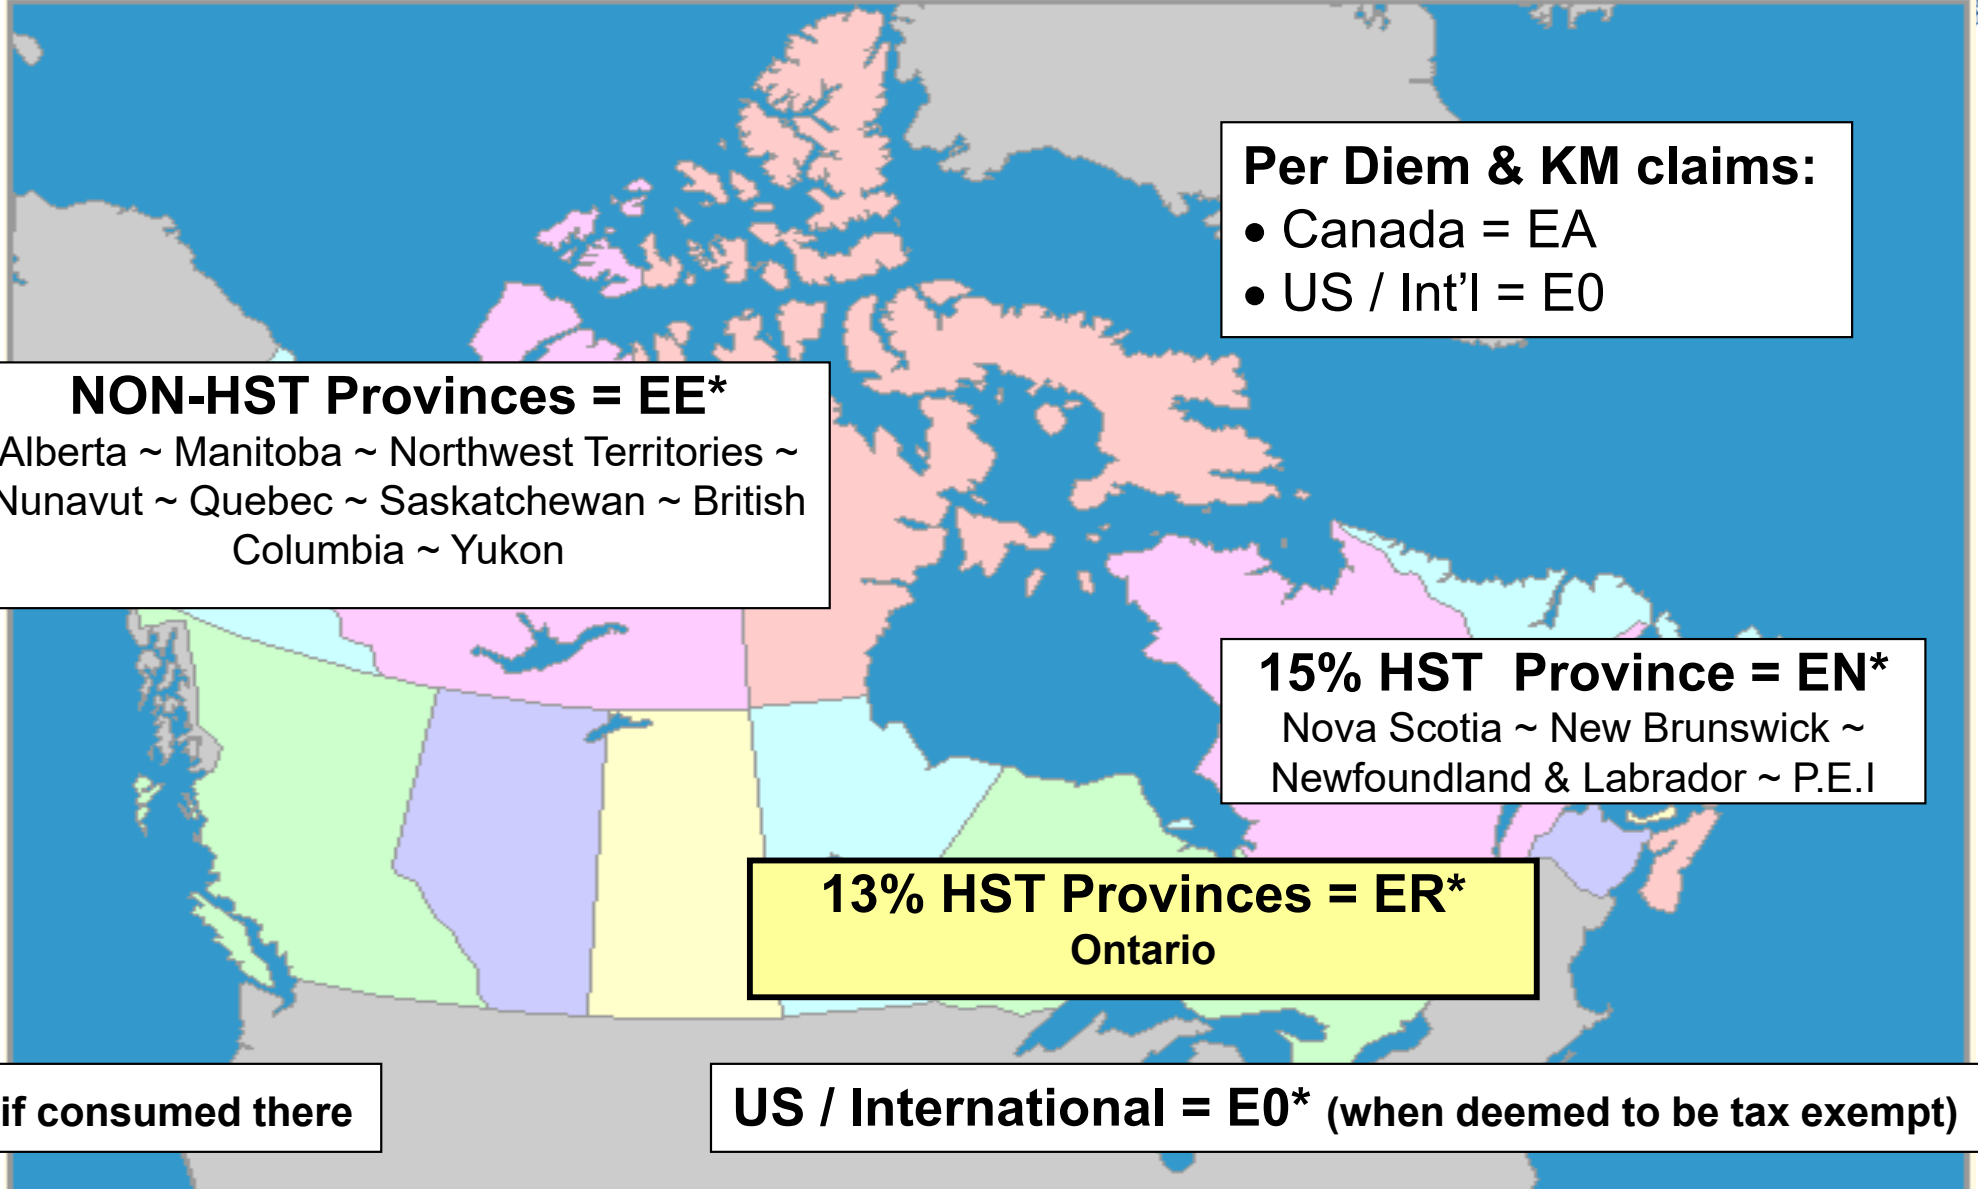 Per Diem & KM claims:
• Canada = EA
• US / Int'l = E0
NON-HST Provinces = EE*
Alberta ~ Manitoba ~ Northwest Territories ~
Nunavut ~ Quebec ~ Saskatchewan ~ British
Columbia ~ Yukon
15% HST  Province = EN*
Nova Scotia ~ New Brunswick ~
Newfoundland & Labrador ~ P.E.I
13% HST Provinces = ER*
Ontario
if consumed there
US / International = E0* (when deemed to be tax exempt)